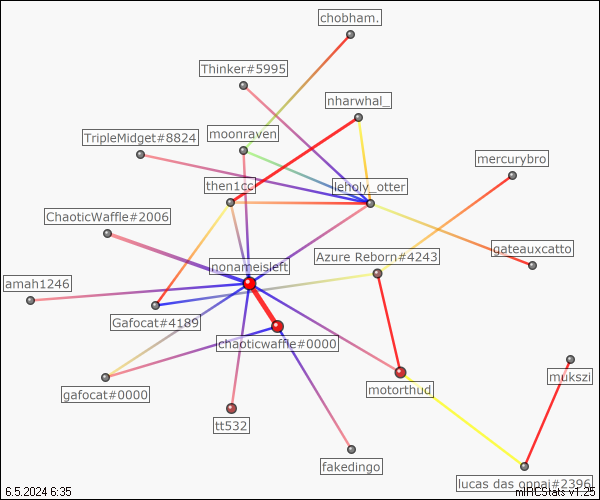 chobham.
Thinker#5995
nharwhal_
moonraven
TripleMidget#8824
mercurybro
then1cc
leholy_otter
ChaoticWaffle#2006
gateauxcatto
Azure Reborn#4243
nonameisleft
amah1246
Gafocat#4189
chaoticwaffle#0000
mukszi
motorthud
gafocat#0000
tt532
fakedingo
lucas das oppai#2396
6.5.2024 6:35
mIRCStats v1.25